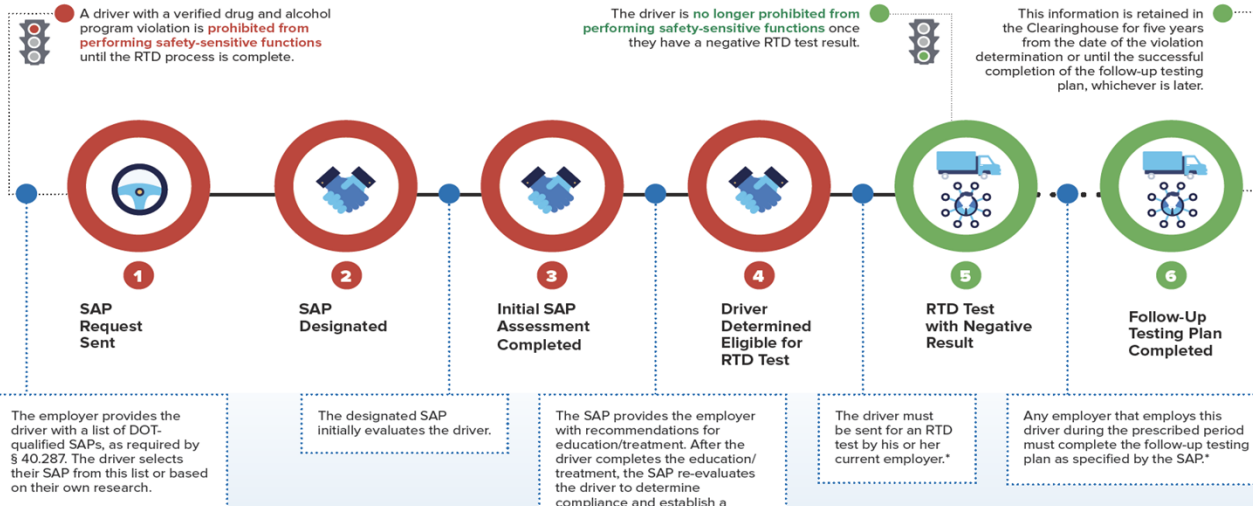 A driver with a verified drug and alcohol
program violation is prohibited from
performing safety-sensitive functions
until the RTD process is complete.
The driver is no longer prohibited from
performing safety-sensitive functions once
they have a negative RTD test result.
This information is retained in
the Clearinghouse for five years
from the date of the violation
determination or until the successful
completion of the follow-up testing
plan, whichever is later.
1
SAP
Request
Sent
2
SAP
Designated
3
Initial SAP
Assessment
Completed
4
Driver
Determined
Eligible for
RTD Test
5
RTD Test
with Negative
Result
6
Follow-Up
Testing Plan
Completed
The employer provides the
driver with a list of DOT-
qualified SAPs, as required by
§ 40.287. The driver selects
their SAP from this list or based
on their own research.
The designated SAP
initially evaluates the driver.
The SAP provides the employer
with recommendations for
education/treatment. After the
driver completes the education/
treatment, the SAP re-evaluates
the driver to determine
compliance and establish a
The driver must
be sent for an RTD
test by his or her
current employer.*
Any employer that employs this
driver during the prescribed period
must complete the follow-up testing
plan as specified by the SAP.*